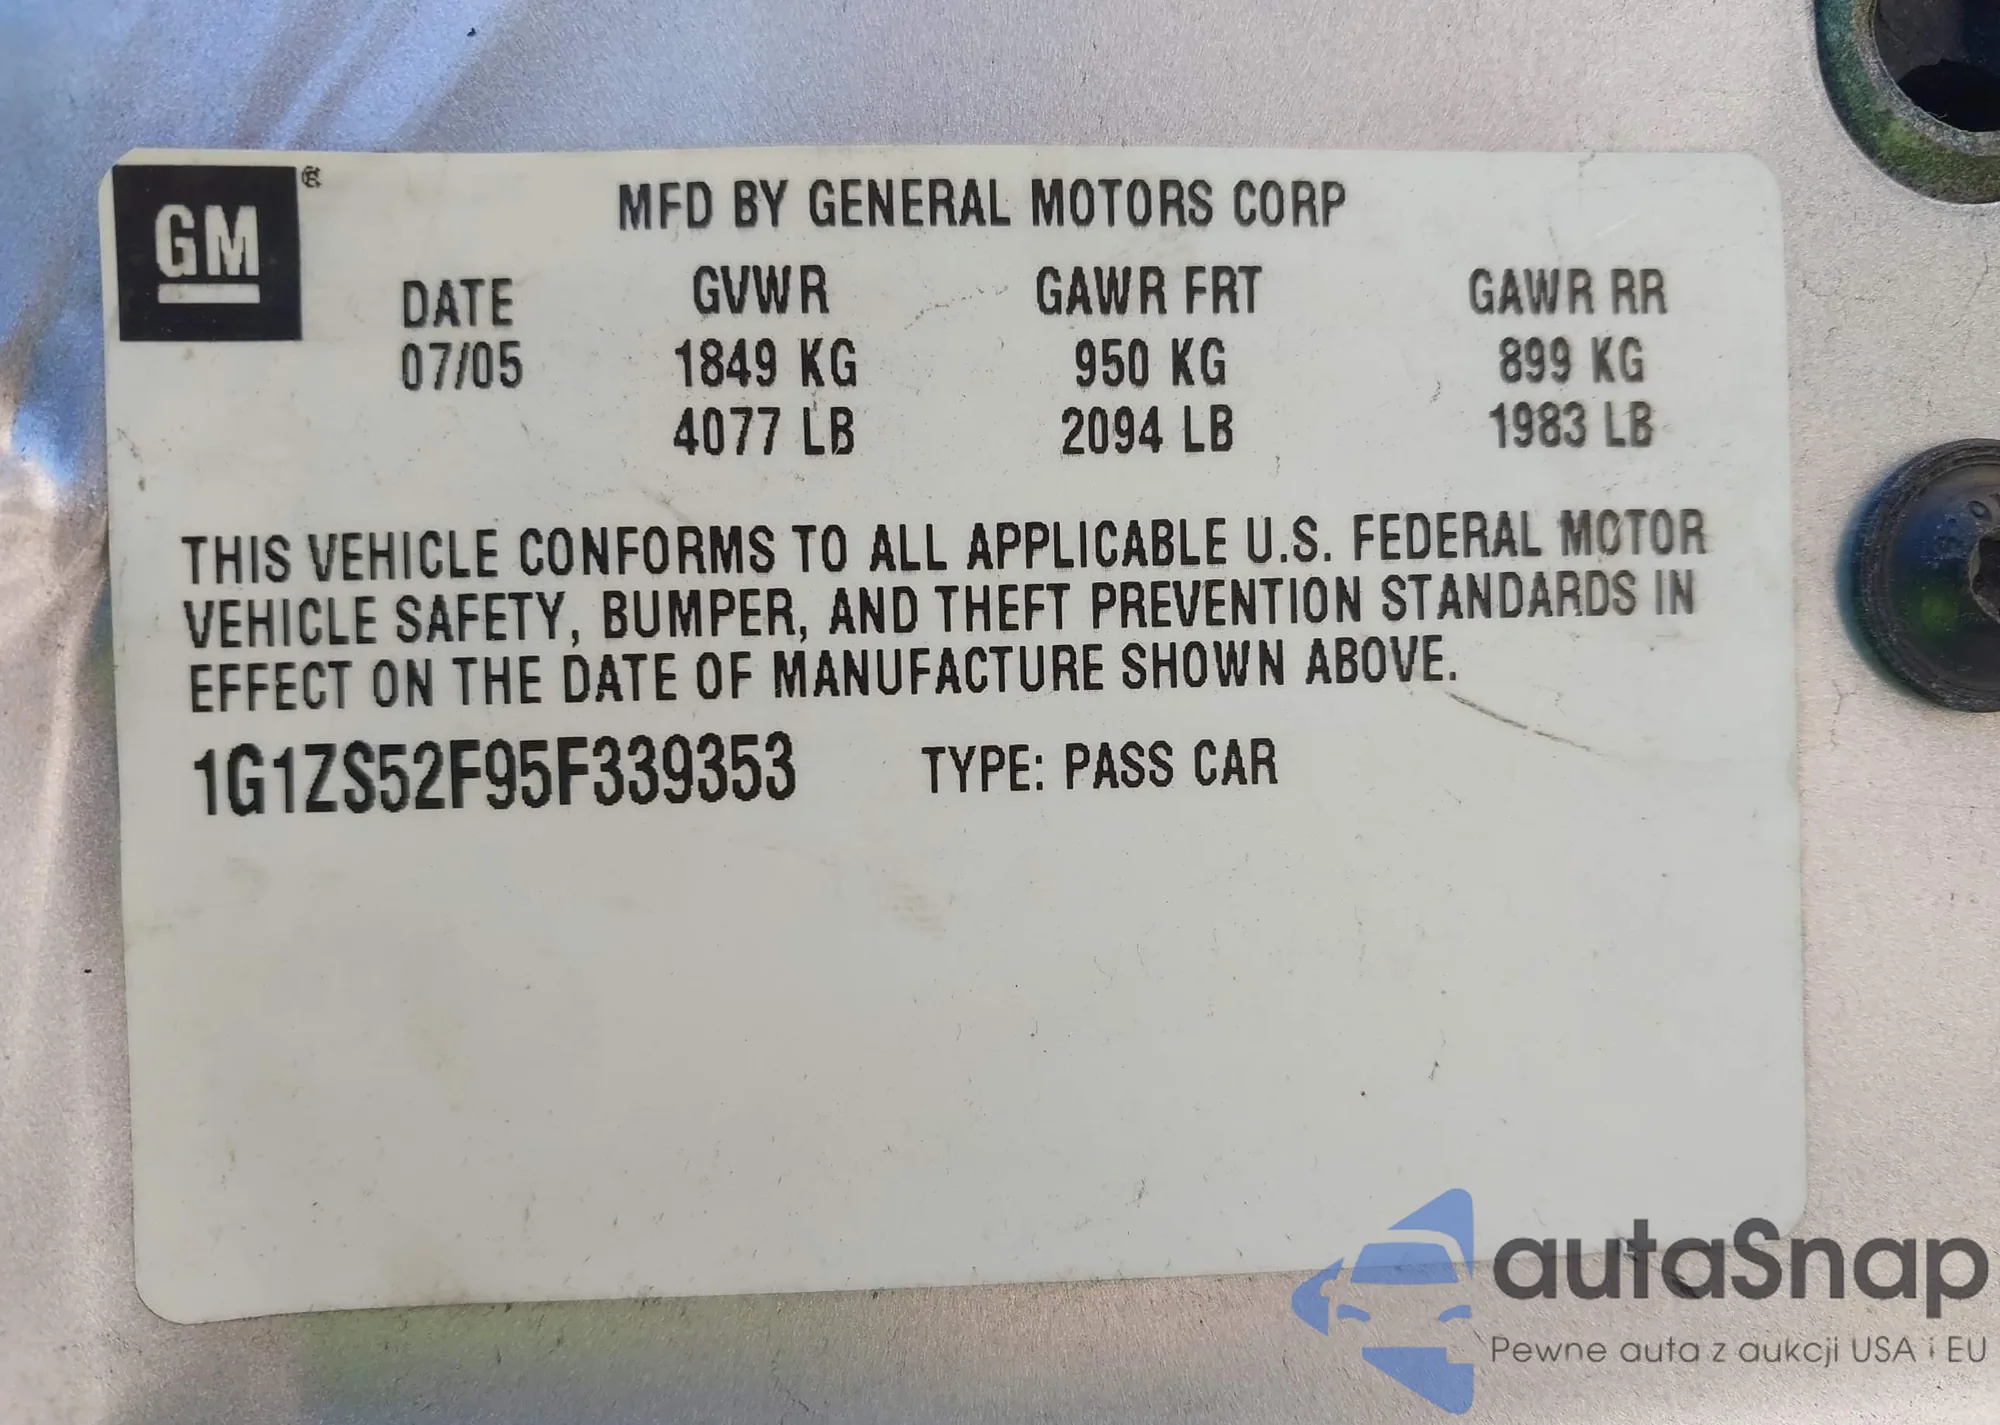 GM®
MFD BY GENERAL MOTORS CORP
DATE GVWR GAWR FRT GAWR RR
07/05 1849 KG 950 KG 899 KG
4077 LB 2094 LB 1983 LB
THIS VEHICLE CONFORMS TO ALL APPLICABLE U.S. FEDERAL MOTOR
VEHICLE SAFETY, BUMPER, AND THEFT PREVENTION STANDARDS IN
EFFECT ON THE DATE OF MANUFACTURE SHOWN ABOVE.
1G1ZS52F95F339353 TYPE: PASS CAR
autaSnap
Pewne auta z aukcji USA i EU